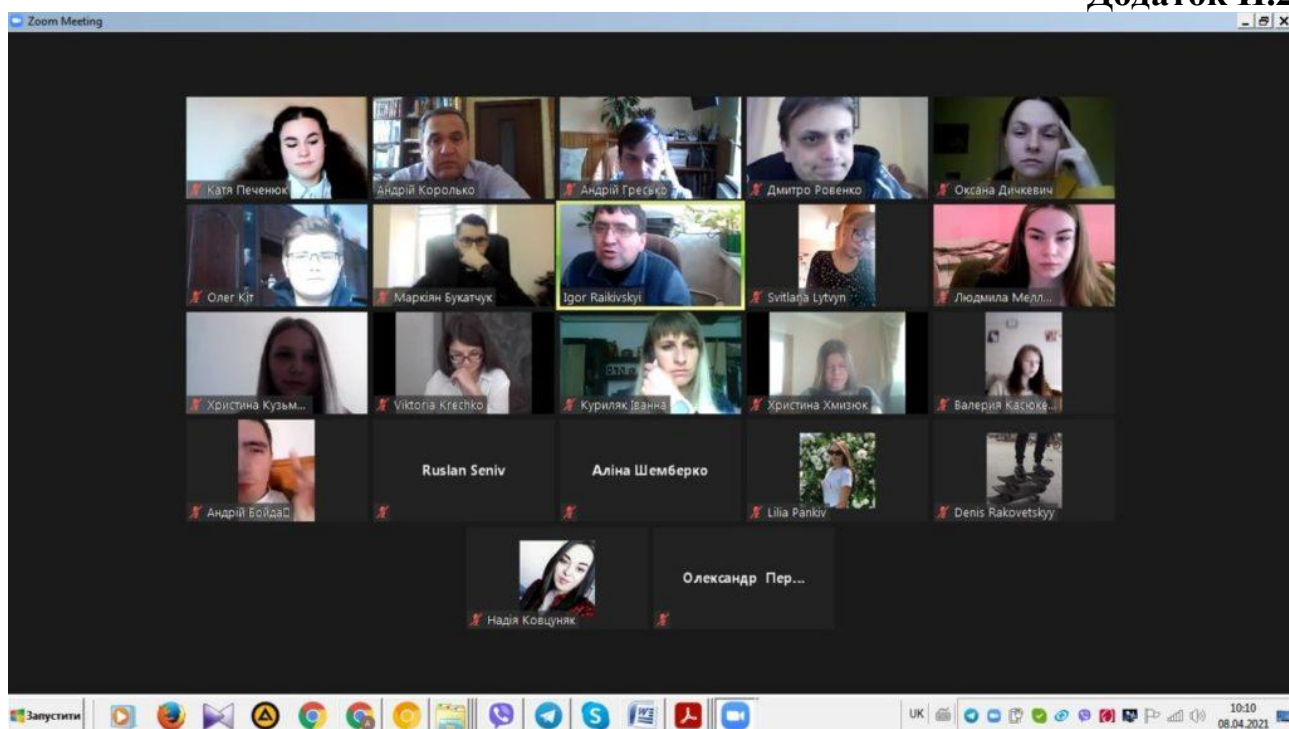 Додаток
Zoom Meeting
Катя Печенюк
Андрій Королько
Андрій Гресько
Дмитро Ровенко
Оксана Дичкевич
Олег Кіт
Маркіян Букатчук
Igor Raikivskyi
Svitlana Lytvyn
Людмила Мелл...
Христина Кузьм...
Viktoria Krechko
Куриляк Іванна
Христина Хмизюк
Валерия Касюке...
Андрій Бойда
Ruslan Seniv
Аліна Шемберко
Lilia Pankiv
Denis Rakovetskyy
Надія Ковцуняк
Олександр Пер...
Запустити
UK
10:10
08.04.2021